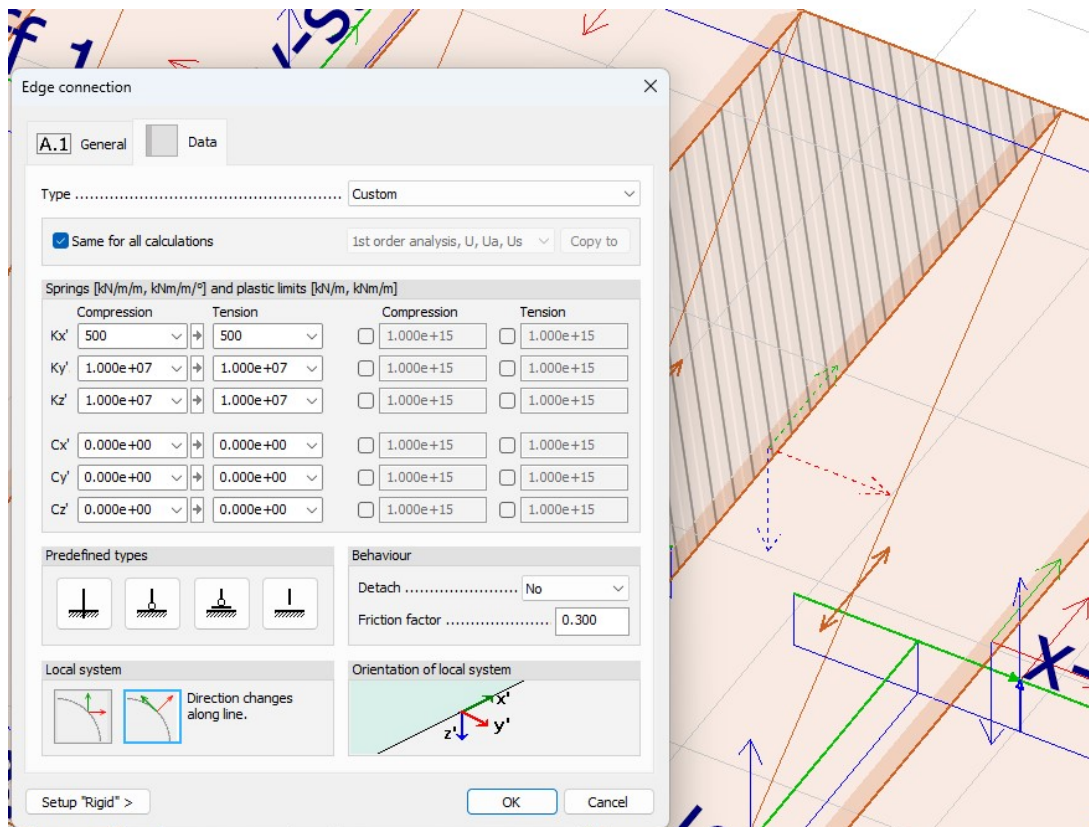 Edge connection
A.1 General
Data
Type
Custom
Same for all calculations
1st order analysis, U, Ua, Us
Copy to
Springs [kN/m/m, kNm/m/°] and plastic limits [kN/m, kNm/m]
Compression Tension Compression Tension
Kx' 500 500 1.000e+15 1.000e+15
Ky' 1.000e+07 1.000e+07 1.000e+15 1.000e+15
Kz' 1.000e+07 1.000e+07 1.000e+15 1.000e+15
Cx' 0.000e+00 0.000e+00 1.000e+15 1.000e+15
Cy' 0.000e+00 0.000e+00 1.000e+15 1.000e+15
Cz' 0.000e+00 0.000e+00 1.000e+15 1.000e+15
Predefined types
Behaviour
Detach No
Friction factor 0.300
Local system
Direction changes
along line.
Orientation of local system
x'
y'
z'
Setup "Rigid" >
OK
Cancel